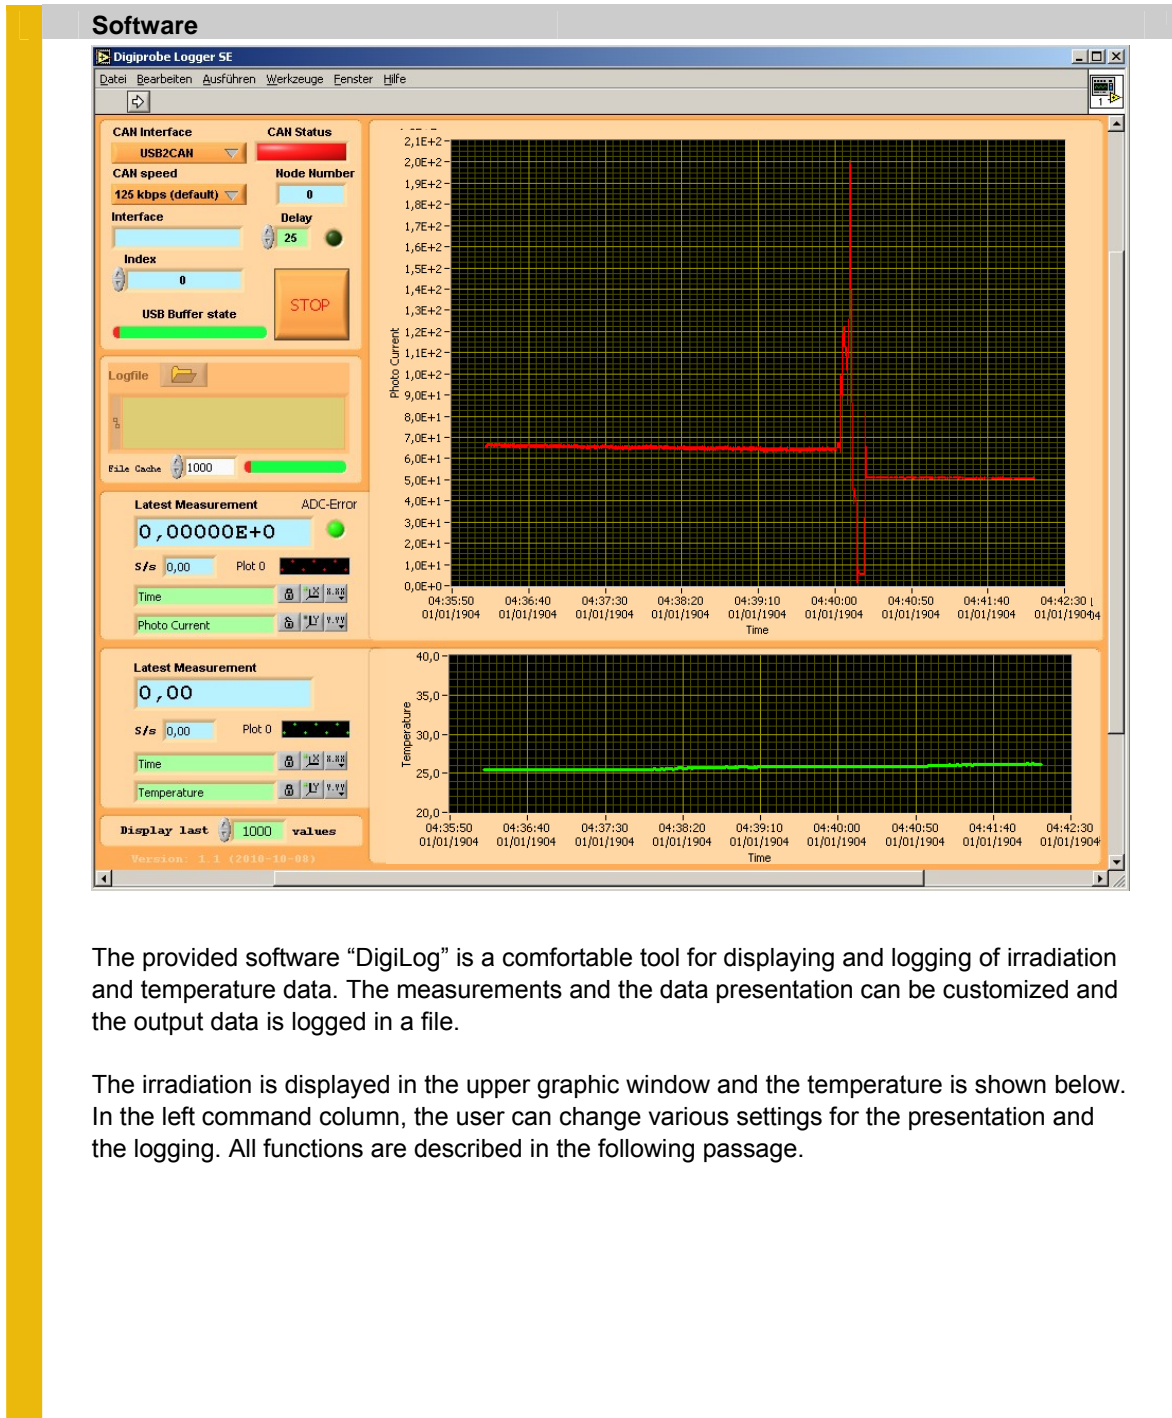 Software
Digiprobe Logger SE
Datei Bearbeiten Ausführen Werkzeuge Fenster Hilfe
1
CAN Interface CAN Status
USB2CAN
CAN speed Node Number
125 kbps (default) 0
Interface Delay
25
Index
0
STOP
USB Buffer state
Logfile
File Cache 1000
Latest Measurement ADC-Error
0,00000E+0
S/s 0,00 Plot 0
Time
Photo Current
2,1E+2
2,0E+2
1,9E+2
1,8E+2
1,7E+2
1,6E+2
1,5E+2
1,4E+2
1,3E+2
1,2E+2
1,1E+2
1,0E+2
9,0E+1
8,0E+1
7,0E+1
6,0E+1
5,0E+1
4,0E+1
3,0E+1
2,0E+1
1,0E+1
0,0E+0
Photo Current
04:35:50 04:36:40 04:37:30 04:38:20 04:39:10 04:40:00 04:40:50 04:41:40 04:42:30
01/01/1904 01/01/1904 01/01/1904 01/01/1904 01/01/1904 01/01/1904 01/01/1904 01/01/1904 01/01/1904
Time
Latest Measurement
0,00
S/s 0,00 Plot 0
Time
Temperature
40,0
35,0
30,0
25,0
20,0
Temperature
04:35:50 04:36:40 04:37:30 04:38:20 04:39:10 04:40:00 04:40:50 04:41:40 04:42:30
01/01/1904 01/01/1904 01/01/1904 01/01/1904 01/01/1904 01/01/1904 01/01/1904 01/01/1904 01/01/1904
Time
Display last 1000 values
Version: 1.1 (2010-10-08)
The provided software “DigiLog” is a comfortable tool for displaying and logging of irradiation
and temperature data. The measurements and the data presentation can be customized and
the output data is logged in a file.
The irradiation is displayed in the upper graphic window and the temperature is shown below.
In the left command column, the user can change various settings for the presentation and
the logging. All functions are described in the following passage.